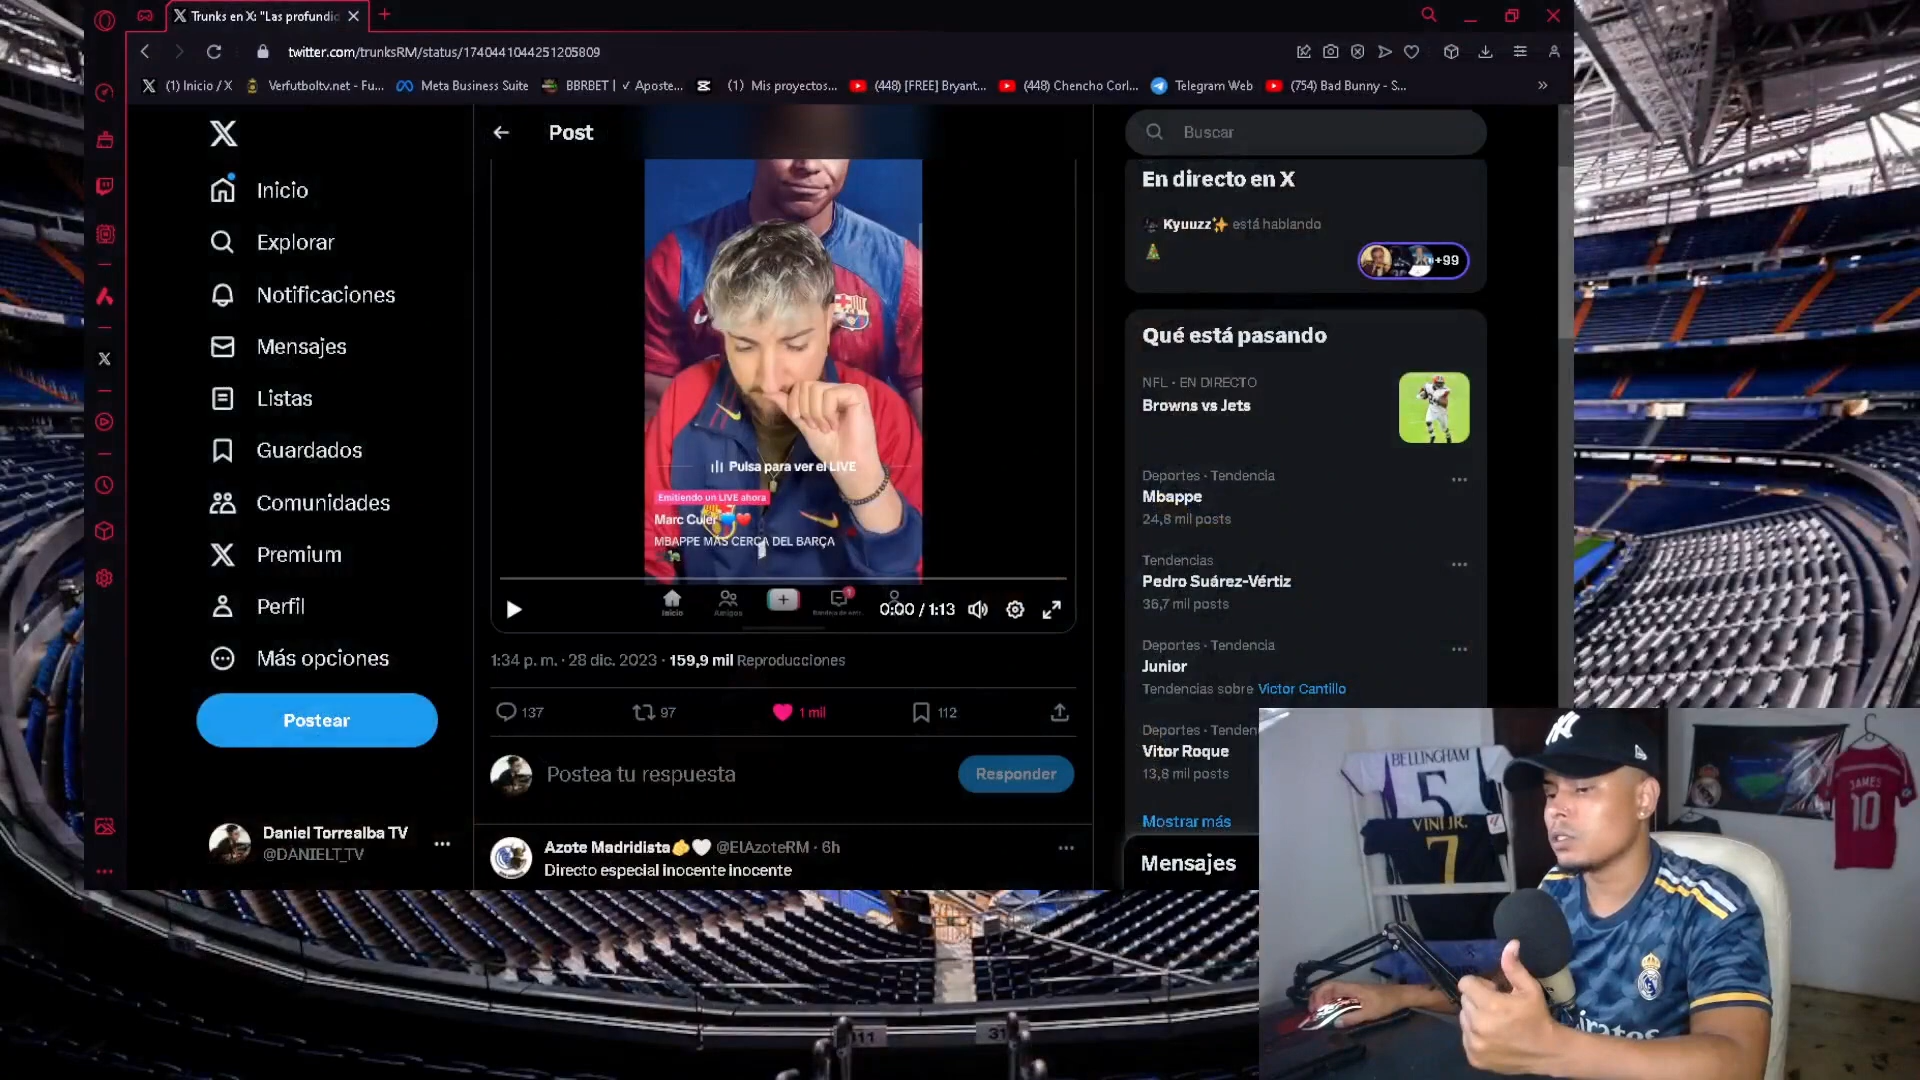 Trunks en X: "Las profundid
twitter.com/trunksRM/status/1740441044251205809
(1) Inicio / X
Verfutboltv.net - Fu...
Meta Business Suite
BBRBET | ✓ Aposte...
(1) Mis proyectos...
(448) [FREE] Bryant...
(448) Chencho Corl...
Telegram Web
(754) Bad Bunny - S...
»
Inicio
Explorar
Notificaciones
Mensajes
Listas
Guardados
Comunidades
Premium
Perfil
Más opciones
Postear
Daniel Torrealba TV
@DANIELT_TV
Post
Pulsa para ver el LIVE
Emitiendo un LIVE ahora
Marc Culer
MBAPPE MÁS CERCA DEL BARÇA
Inicio
Amigos
0:00 / 1:13
1:34 p. m. · 28 dic. 2023 · 159,9 mil Reproducciones
137
97
1 mil
112
Postea tu respuesta
Responder
Azote Madridista @ElAzoteRM · 6h
Directo especial inocente inocente
Buscar
En directo en X
Kyuuzz✨ está hablando
+99
Qué está pasando
NFL · EN DIRECTO
Browns vs Jets
Deportes · Tendencia
Mbappe
24,8 mil posts
Tendencias
Pedro Suárez-Vértiz
36,7 mil posts
Deportes · Tendencia
Junior
Tendencias sobre Victor Cantillo
Deportes · Tenden
Vitor Roque
13,8 mil posts
Mostrar más
Mensajes
BELLINGHAM
5
VINI JR.
7
JAMES
10
311
31